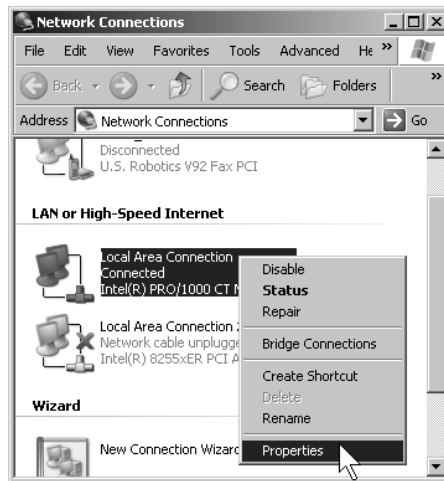 Network Connections
File Edit View Favorites Tools Advanced He »
Back Search Folders »
Address Network Connections Go
Disconnected
U.S. Robotics V92 Fax PCI
LAN or High-Speed Internet
Local Area Connection
Connected
Intel(R) PRO/1000 CT
Local Area Connection
Network cable unplugge
Intel(R) 8255xER PCI A
Disable
Status
Repair
Bridge Connections
Create Shortcut
Delete
Rename
Properties
Wizard
New Connection Wizard